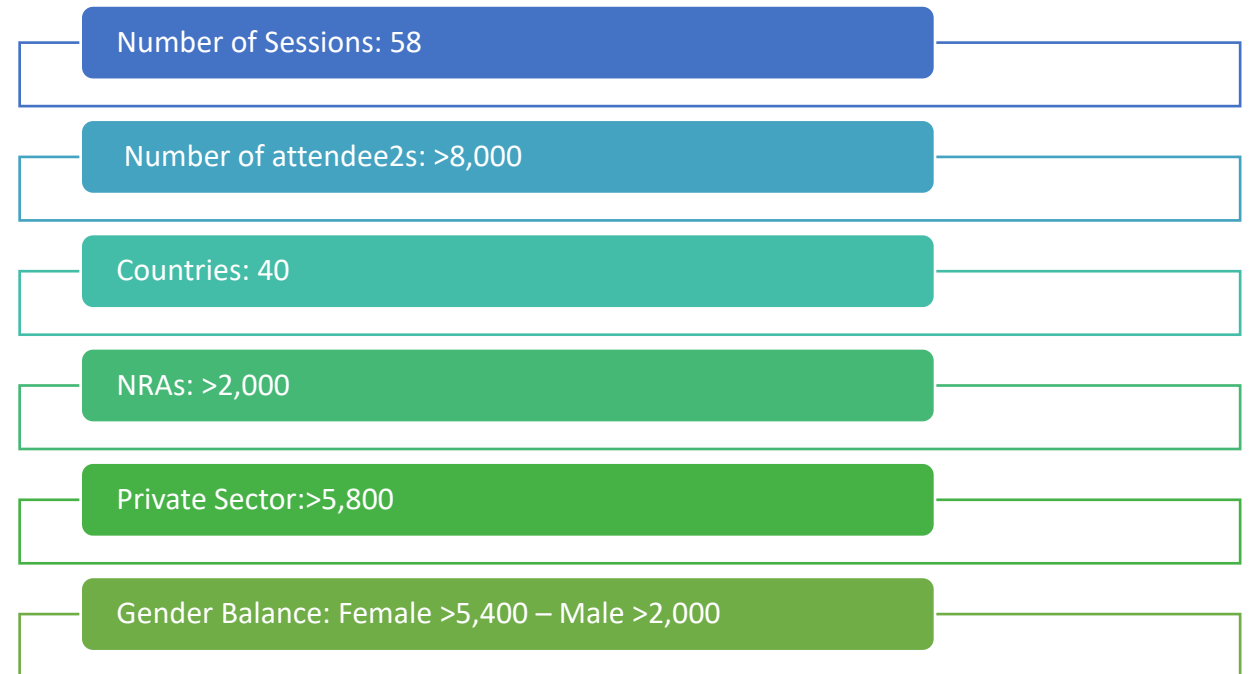 Number of Sessions: 58
Number of attendee2s: >8,000
Countries: 40
NRAs: >2,000
Private Sector:>5,800
Gender Balance: Female >5,400 – Male >2,000